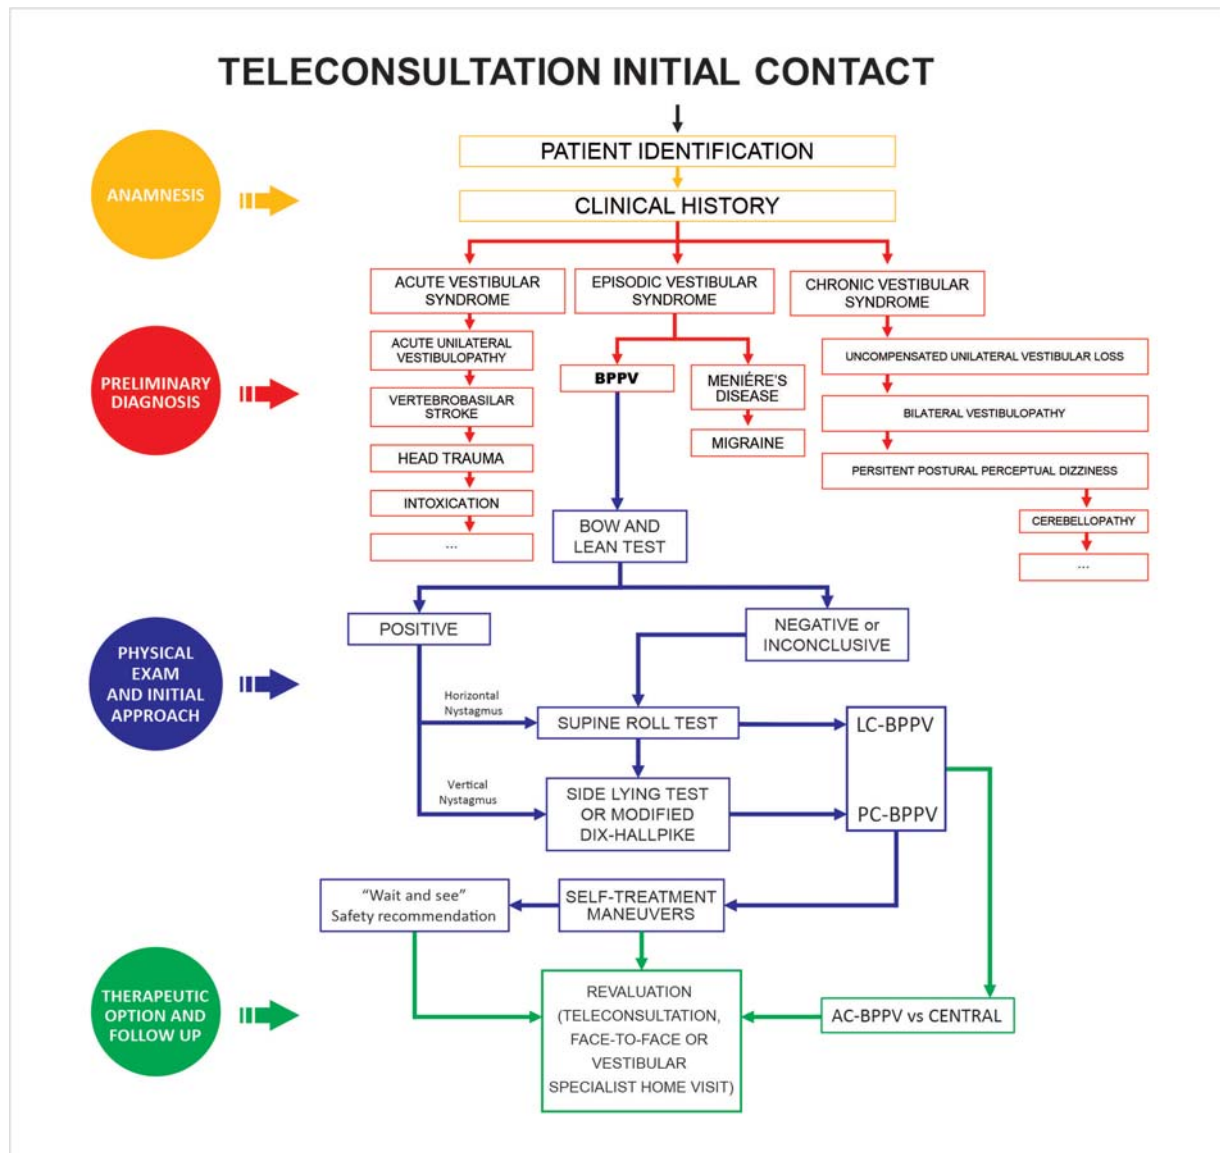 TELECONSULTATION INITIAL CONTACT
ANAMNESIS
PATIENT IDENTIFICATION
CLINICAL HISTORY
PRELIMINARY
DIAGNOSIS
ACUTE VESTIBULAR
SYNDROME
ACUTE UNILATERAL
VESTIBULOPATHY
VERTEBROBASILAR
STROKE
HEAD TRAUMA
INTOXICATION
...
EPISODIC VESTIBULAR
SYNDROME
BPPV
MENIÉRE'S
DISEASE
MIGRAINE
CHRONIC VESTIBULAR
SYNDROME
UNCOMPENSATED UNILATERAL VESTIBULAR LOSS
BILATERAL VESTIBULOPATHY
PERSITENT POSTURAL PERCEPTUAL DIZZINESS
CEREBELLOPATHY
...
PHYSICAL
EXAM
AND INITIAL
APPROACH
BOW AND
LEAN TEST
POSITIVE
NEGATIVE or
INCONCLUSIVE
Horizontal
Nystagmus
SUPINE ROLL TEST
LC-BPPV
Vertical
Nystagmus
SIDE LYING TEST
OR MODIFIED
DIX-HALLPIKE
PC-BPPV
"Wait and see"
Safety recommendation
SELF-TREATMENT
MANEUVERS
THERAPEUTIC
OPTION AND
FOLLOW UP
REVALUATION
(TELECONSULTATION,
FACE-TO-FACE OR
VESTIBULAR
SPECIALIST HOME VISIT)
AC-BPPV vs CENTRAL